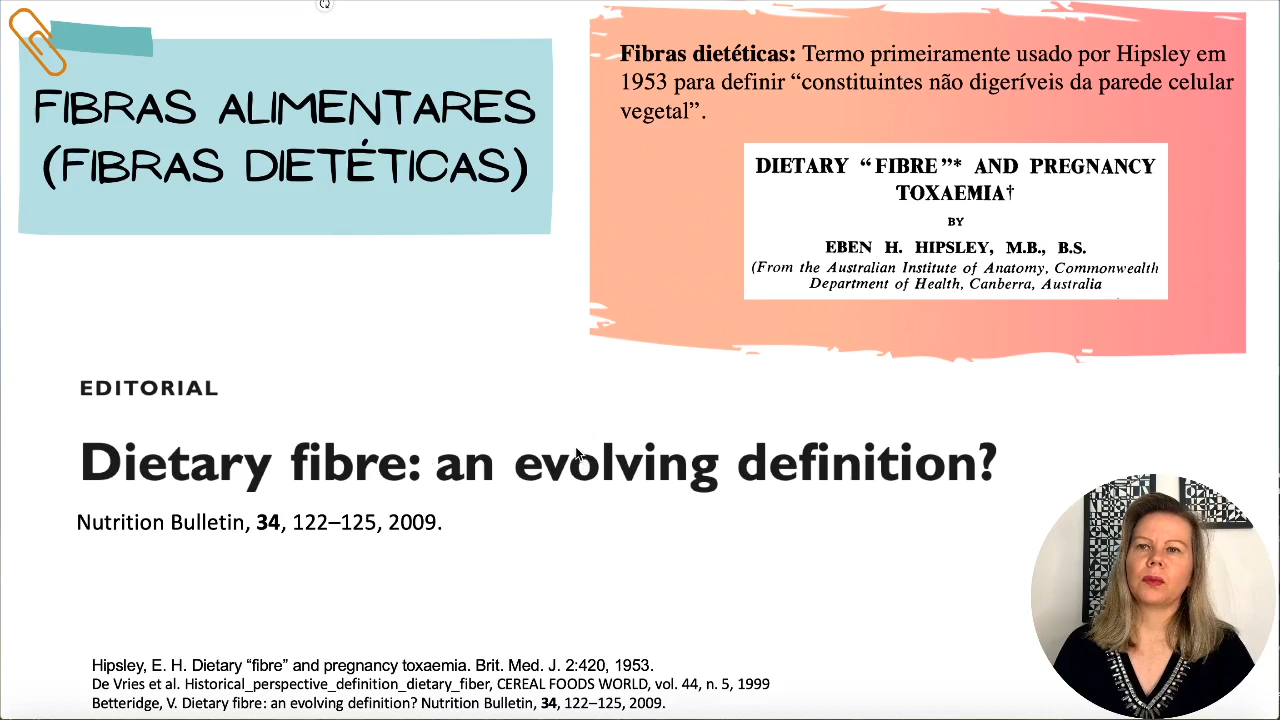 FIBRAS ALIMENTARES
(FIBRAS DIETÉTICAS)
Fibras dietéticas: Termo primeiramente usado por Hipsley em
1953 para definir “constituintes não digeríveis da parede celular
vegetal”.
DIETARY “FIBRE”* AND PREGNANCY
TOXAEMIA†
BY
EBEN H. HIPSLEY, M.B., B.S.
(From the Australian Institute of Anatomy, Commonwealth
Department of Health, Canberra, Australia
EDITORIAL
Dietary fibre: an evolving definition?
Nutrition Bulletin, 34, 122–125, 2009.
Hipsley, E. H. Dietary “fibre” and pregnancy toxaemia. Brit. Med. J. 2:420, 1953.
De Vries et al. Historical_perspective_definition_dietary_fiber, CEREAL FOODS WORLD, vol. 44, n. 5, 1999
Betteridge, V. Dietary fibre: an evolving definition? Nutrition Bulletin, 34, 122–125, 2009.